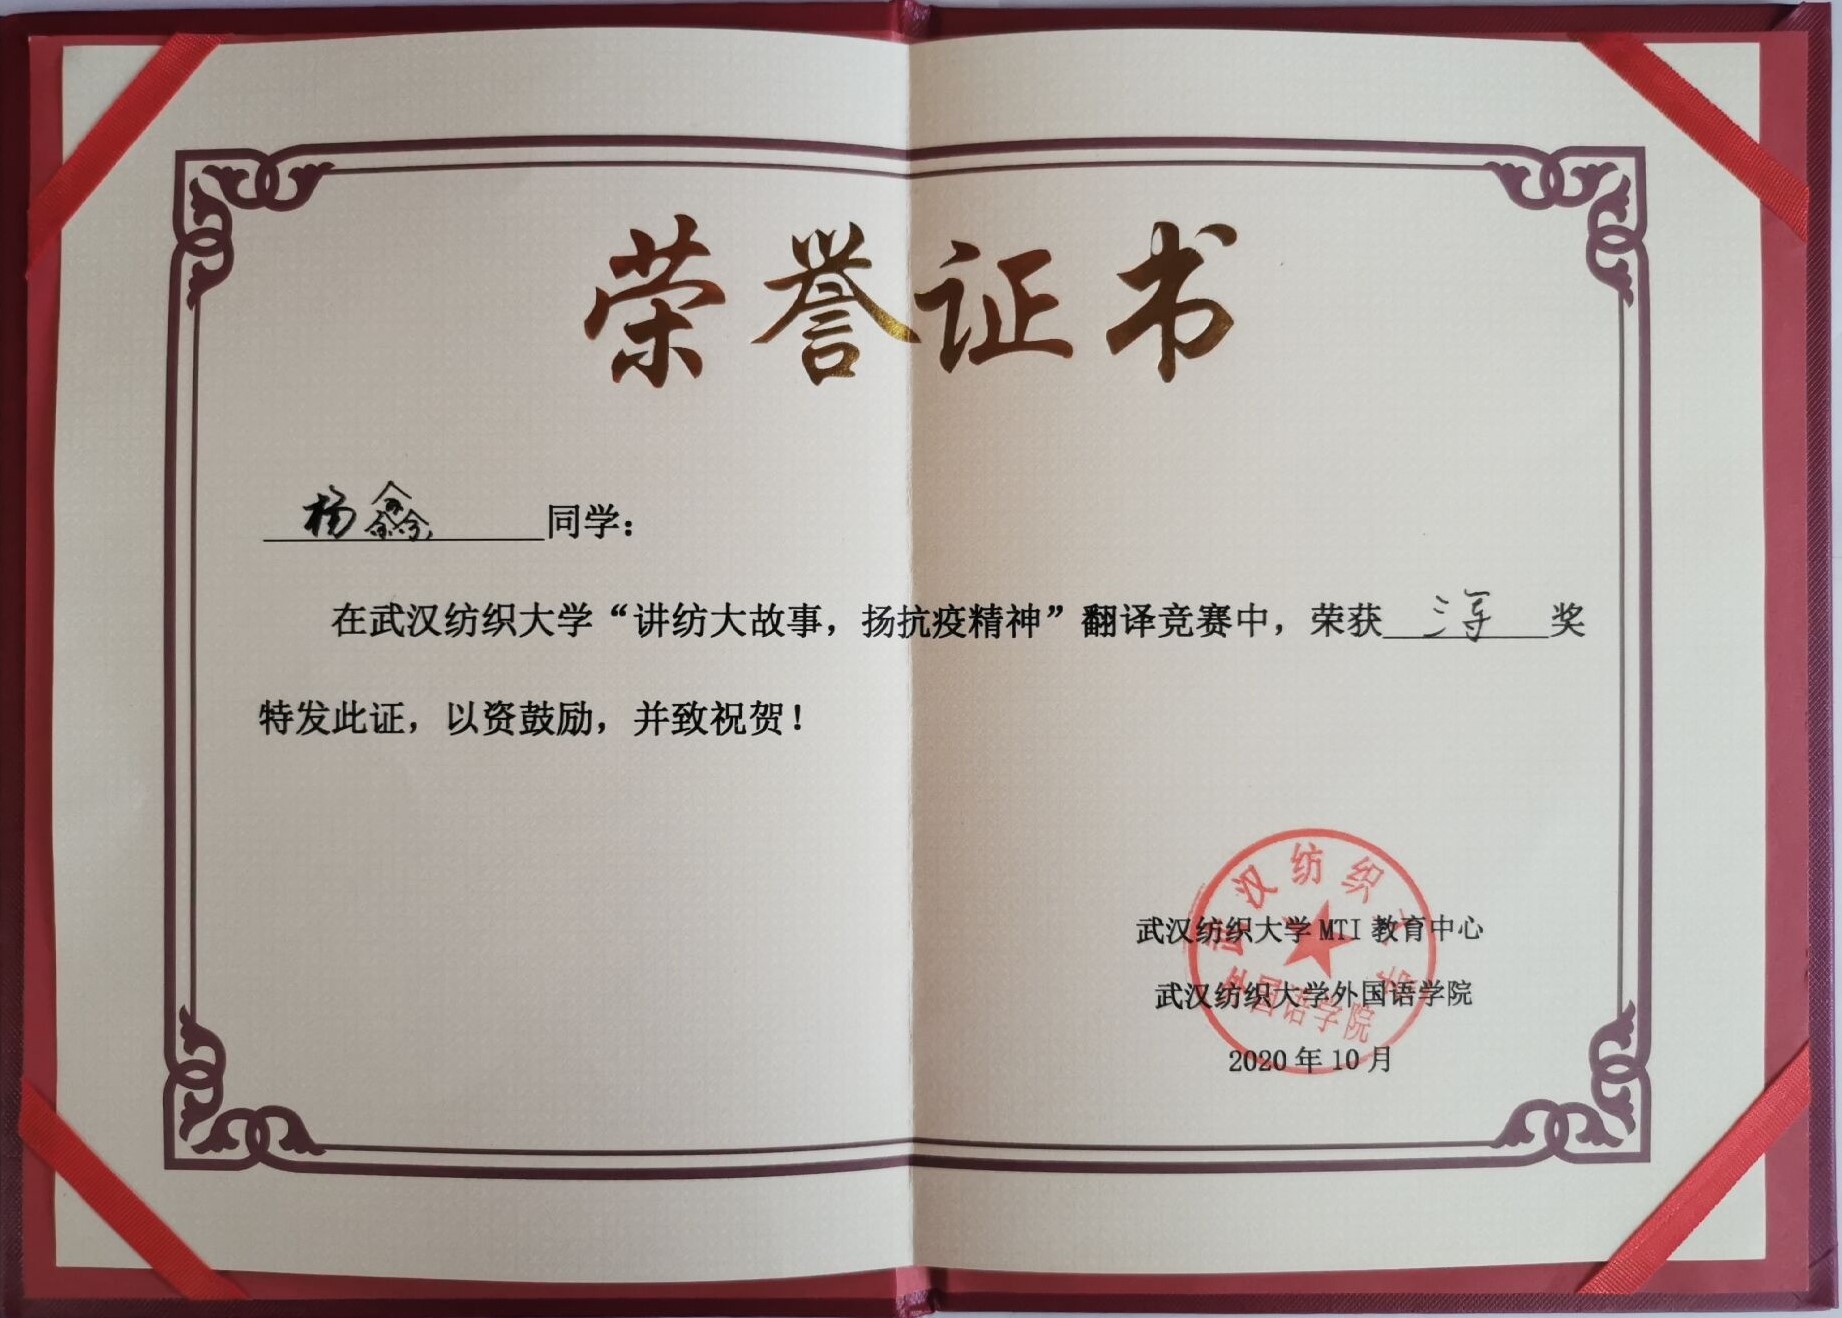 荣誉证书
杨鑫同学：
在武汉纺织大学“讲纺大故事，扬抗疫精神”翻译竞赛中，荣获三等奖
特发此证，以资鼓励，并致祝贺！
武汉纺织大学
武汉纺织大学MTI教育中心
武汉纺织大学外国语学院
外国语学院
2020年10月